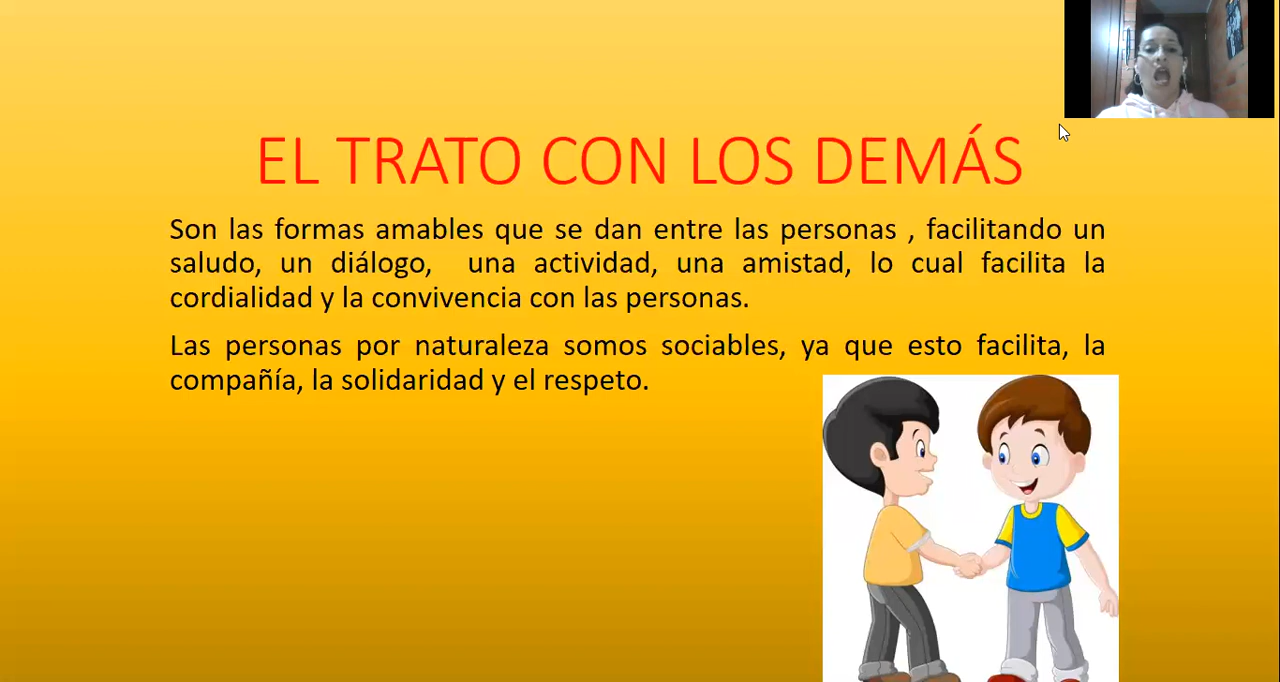 EL TRATO CON LOS DEMÁS
Son las formas amables que se dan entre las personas , facilitando un
saludo, un diálogo, una actividad, una amistad, lo cual facilita la
cordialidad y la convivencia con las personas.
Las personas por naturaleza somos sociables, ya que esto facilita, la
compañía, la solidaridad y el respeto.